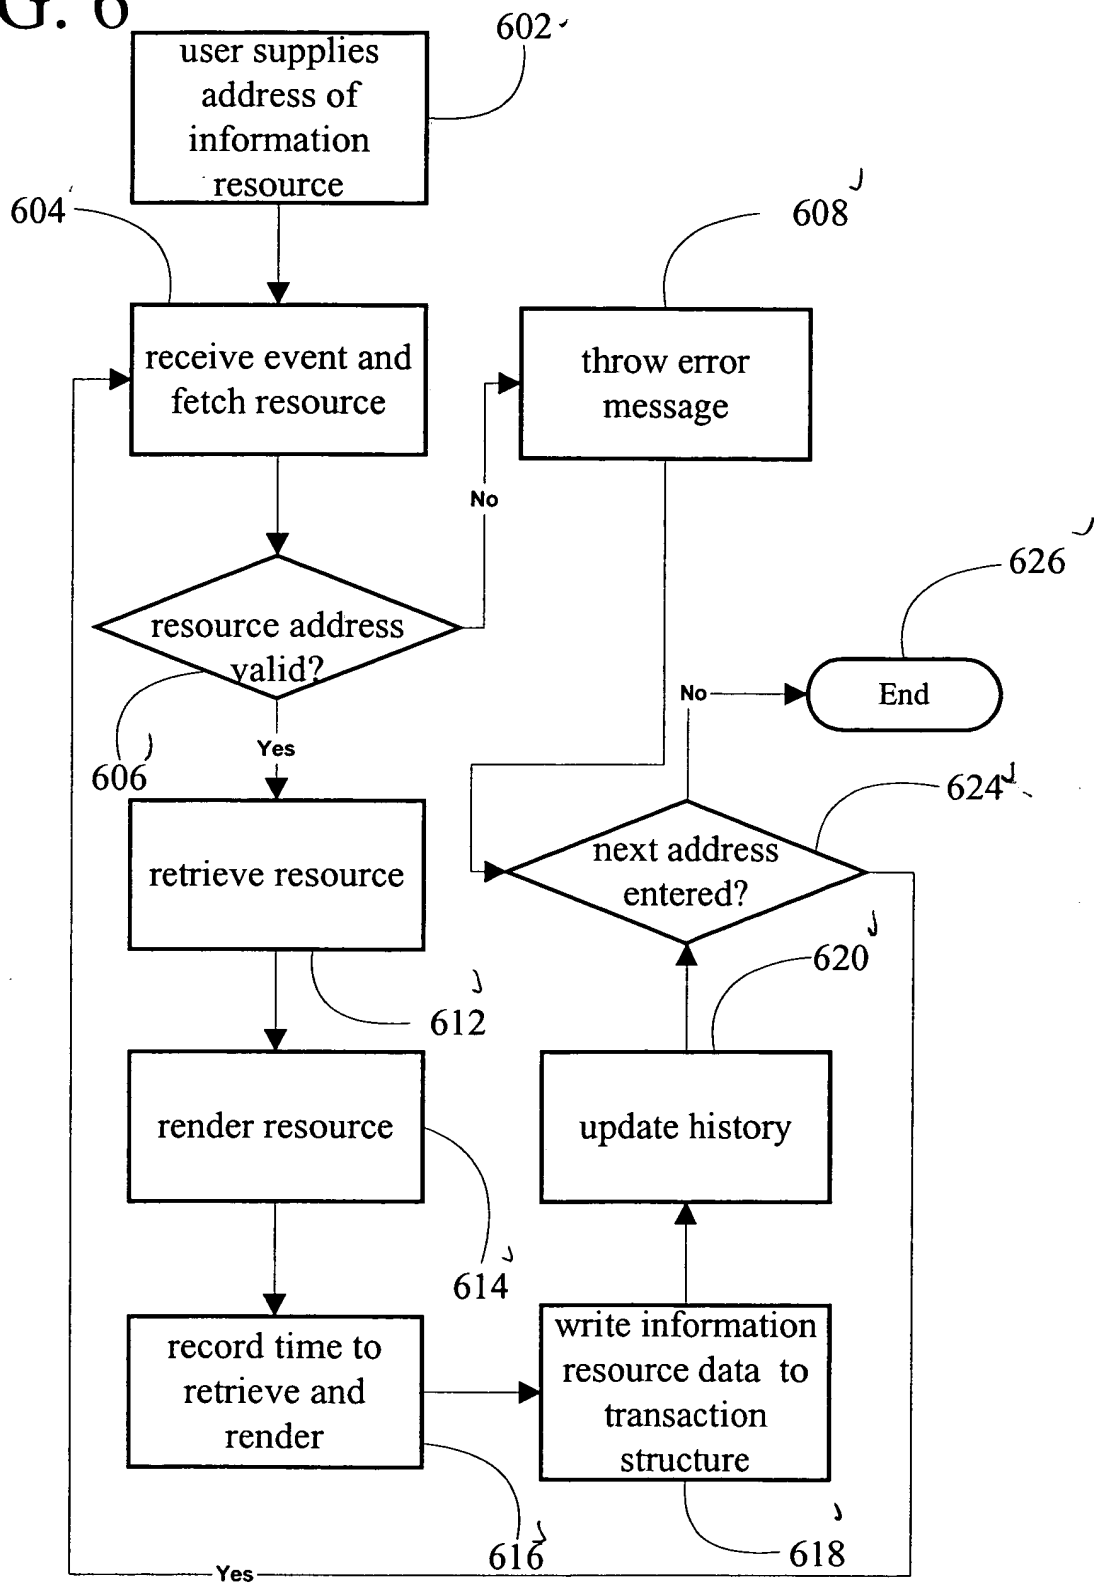 G. 6
602
user supplies
address of
information
resource
604
608
receive event and
fetch resource
throw error
message
No
626
resource address
valid?
No
End
Yes
606
624
next address
entered?
retrieve resource
620
612
render resource
update history
614
write information
resource data to
transaction
structure
record time to
retrieve and
render
616
618
Yes